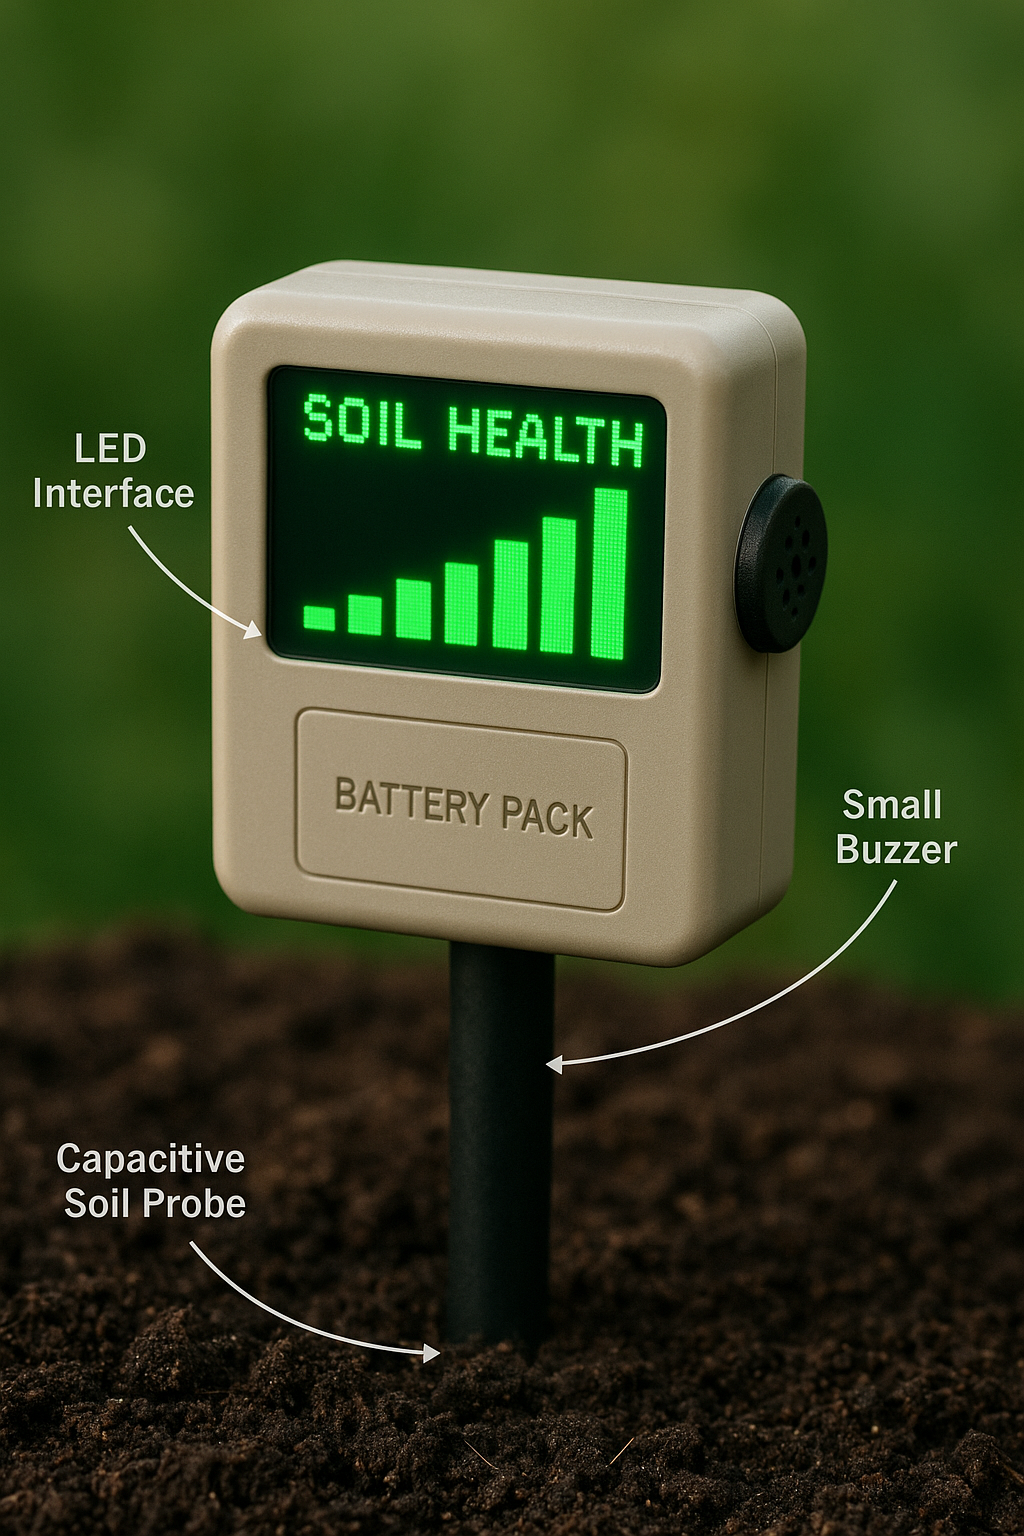 SOIL HEALTH
LED
Interface
BATTERY PACK
Small
Buzzer
Capacitive
Soil Probe